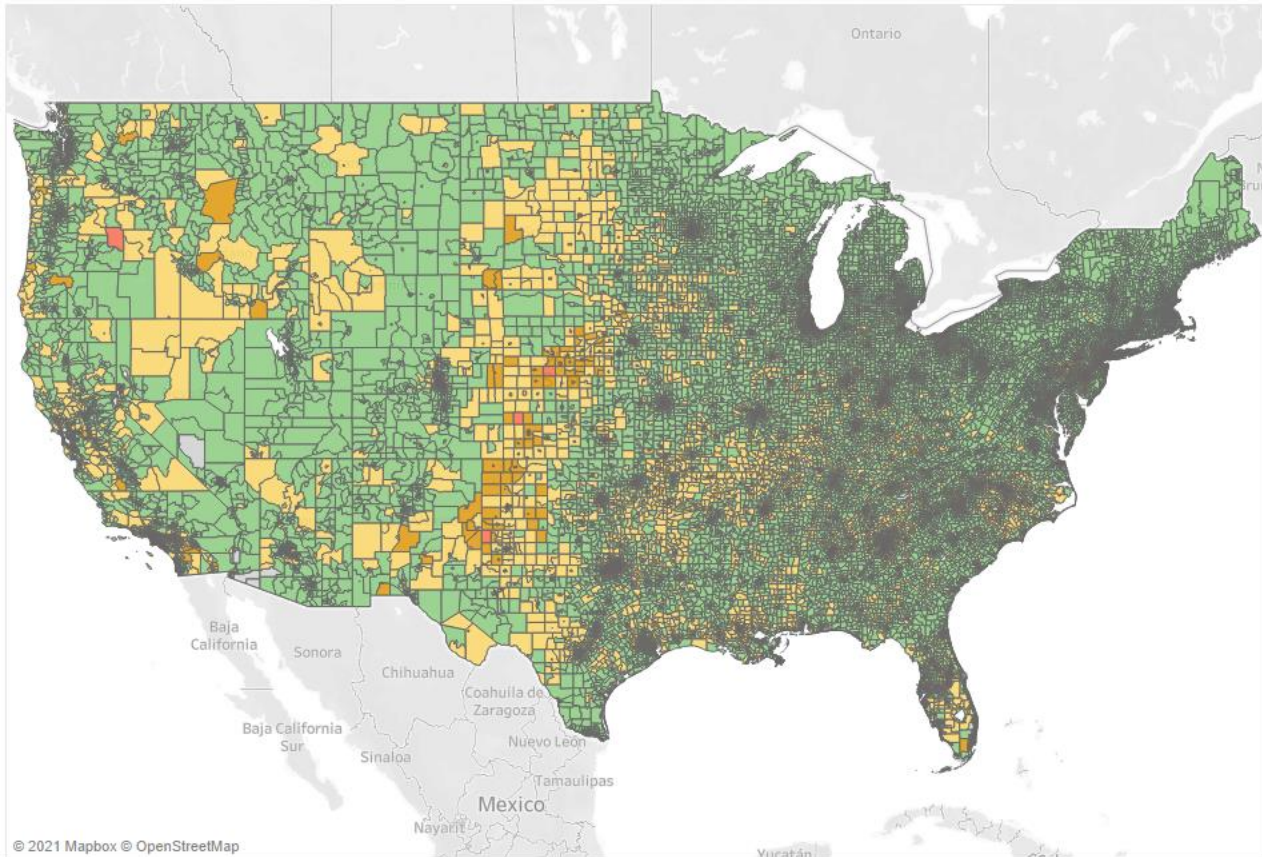 Ontario
Baja
California
Sonora
Chihuahua
Coahuila de
Zaragoza
Baja California
Sur
Nuevo León
Sinaloa
Tamaulipas
Mexico
Nayarit
© 2021 Mapbox © OpenStreetMap
Yucatán